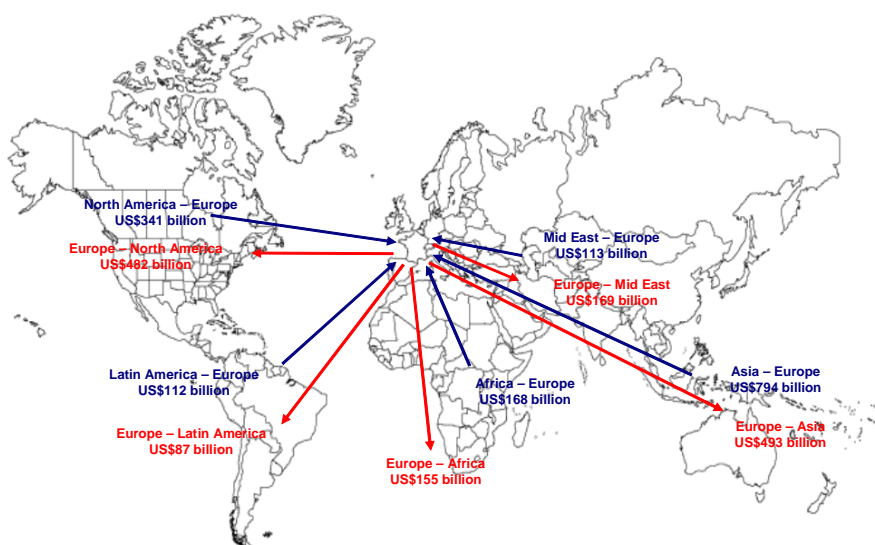 North America – Europe
US$341 billion
Europe – North America
US$482 billion
Mid East – Europe
US$113 billion
Europe – Mid East
US$169 billion
Latin America – Europe
US$112 billion
Africa – Europe
US$168 billion
Asia – Europe
US$794 billion
Europe – Latin America
US$87 billion
Europe – Africa
US$155 billion
Europe – Asia
US$493 billion